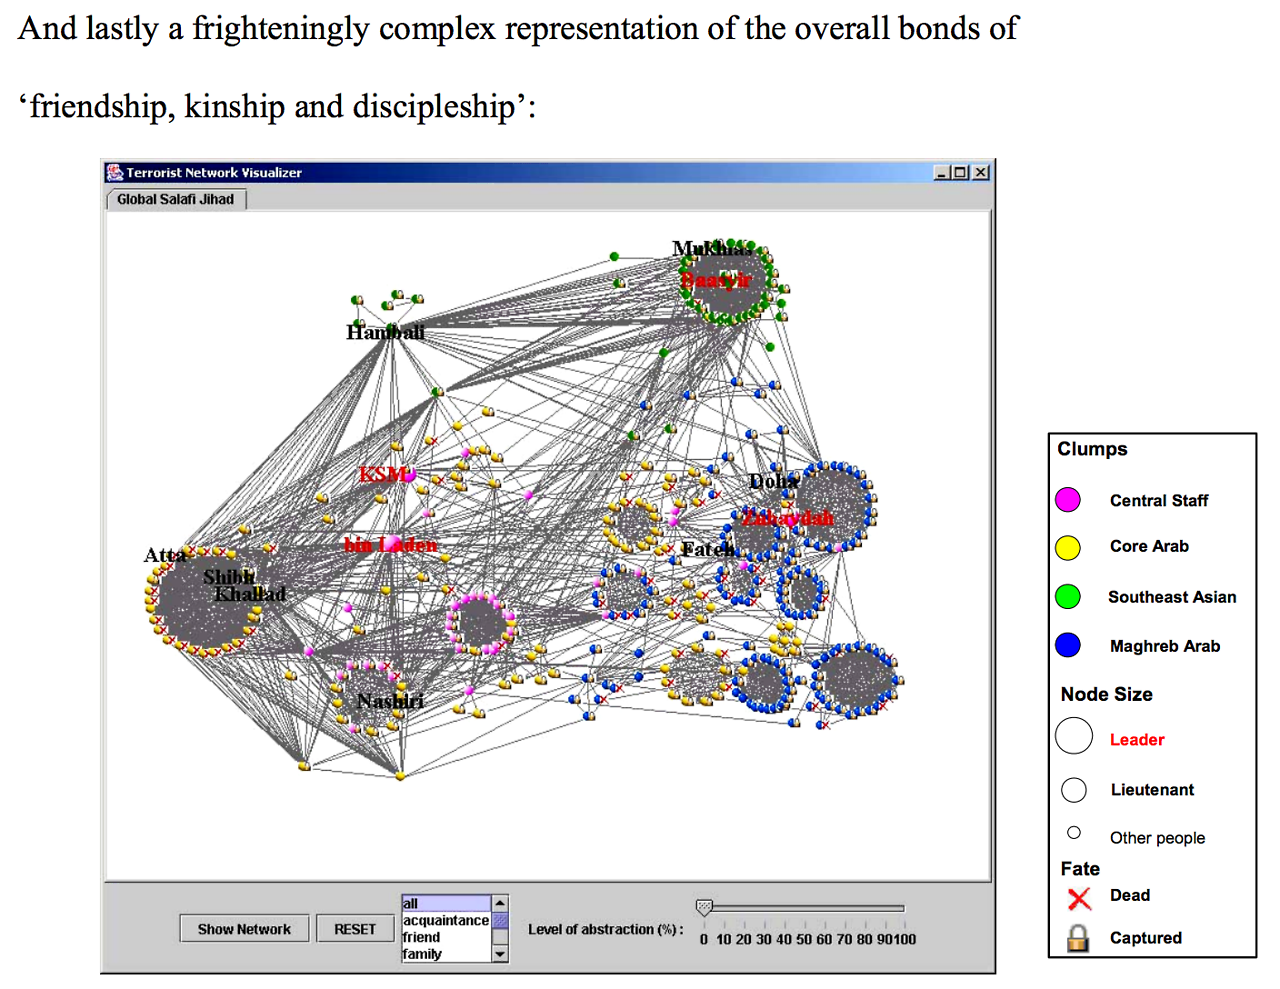 And lastly a frighteningly complex representation of the overall bonds of
‘friendship, kinship and discipleship’:
Terrorist Network Visualizer
Global Salafi Jihad
Mukhlas
Baasyir
Hambali
KSM
Doha
Zubaydah
bin Laden
Fateh
Atta
Shibh
Khallad
Nashiri
Clumps
Central Staff
Core Arab
Southeast Asian
Maghreb Arab
Node Size
Leader
Lieutenant
Other people
Fate
Dead
Captured
Show Network
RESET
all
acquaintance
friend
family
Level of abstraction (%) :
0 10 20 30 40 50 60 70 80 90100